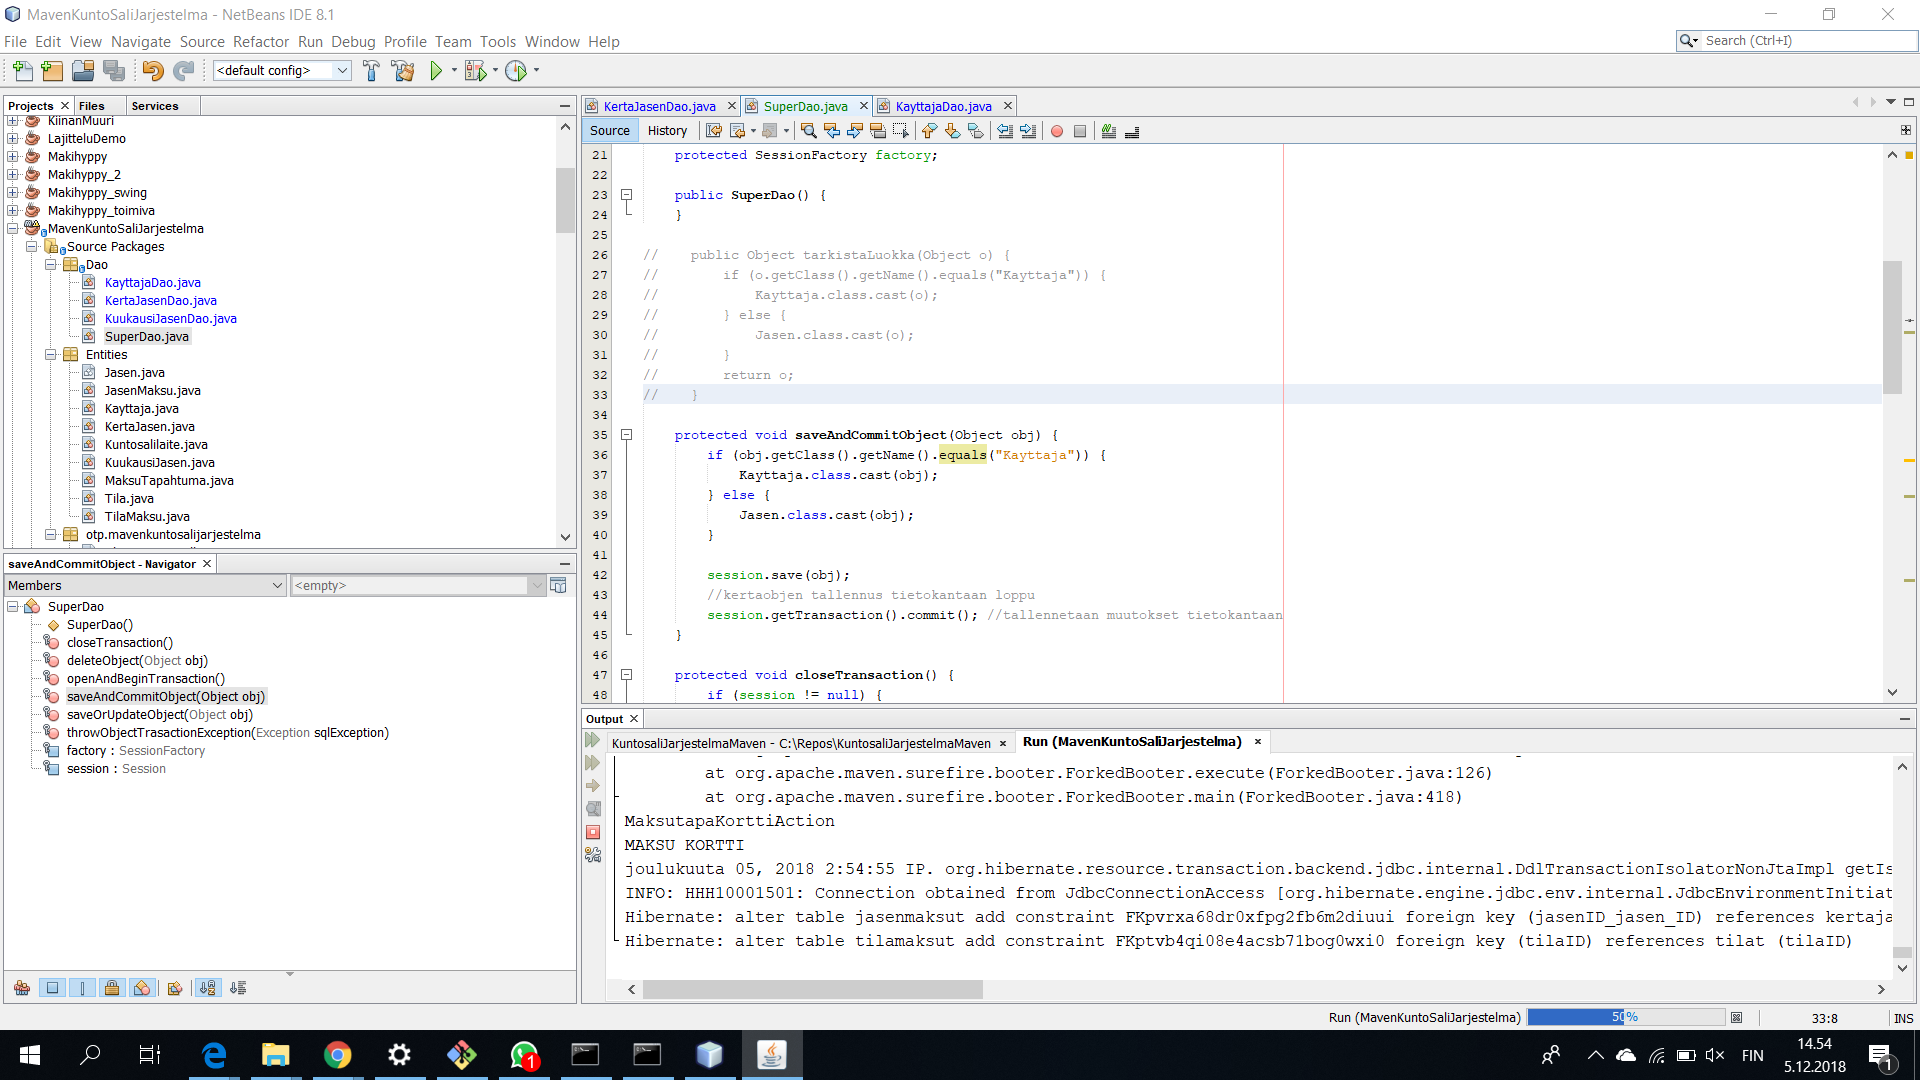 MavenKuntoSaliJarjestelma - NetBeans IDE 8.1
File Edit View Navigate Source Refactor Run Debug Profile Team Tools Window Help
Search (Ctrl+I)
<default config>
Projects Files Services
KiinanMuuri
LajitteluDemo
Makihyppy
Makihyppy_2
Makihyppy_swing
Makihyppy_toimiva
MavenKuntoSaliJarjestelma
Source Packages
Dao
KayttajaDao.java
KertaJasenDao.java
KuukausiJasenDao.java
SuperDao.java
Entities
Jasen.java
JasenMaksu.java
Kayttaja.java
KertaJasen.java
Kuntosalilaite.java
KuukausiJasen.java
MaksuTapahtuma.java
Tila.java
TilaMaksu.java
otp.mavenkuntosalijarjestelma
saveAndCommitObject - Navigator
Members <empty>
SuperDao
SuperDao()
closeTransaction()
deleteObject(Object obj)
openAndBeginTransaction()
saveAndCommitObject(Object obj)
saveOrUpdateObject(Object obj)
throwObjectTrasactionException(Exception sqlException)
factory : SessionFactory
session : Session
KertaJasenDao.java SuperDao.java KayttajaDao.java
Source History
21 protected SessionFactory factory;
22
23 public SuperDao() {
24 }
25
26 // public Object tarkistaLuokka(Object o) {
27 // if (o.getClass().getName().equals("Kayttaja")) {
28 // Kayttaja.class.cast(o);
29 // } else {
30 // Jasen.class.cast(o);
31 // }
32 // return o;
33 // }
34
35 protected void saveAndCommitObject(Object obj) {
36 if (obj.getClass().getName().equals("Kayttaja")) {
37 Kayttaja.class.cast(obj);
38 } else {
39 Jasen.class.cast(obj);
40 }
41
42 session.save(obj);
43 //kertaobjen tallennus tietokantaan loppu
44 session.getTransaction().commit(); //tallennetaan muutokset tietokantaan
45 }
46
47 protected void closeTransaction() {
48 if (session != null) {
Output
KuntosaliJarjestelmaMaven - C:\Repos\KuntosaliJarjestelmaMaven Run (MavenKuntoSaliJarjestelma)
at org.apache.maven.surefire.booter.ForkedBooter.execute(ForkedBooter.java:126)
at org.apache.maven.surefire.booter.ForkedBooter.main(ForkedBooter.java:418)
MaksutapaKorttiAction
MAKSU KORTTI
joulukuuta 05, 2018 2:54:55 IP. org.hibernate.resource.transaction.backend.jdbc.internal.DdlTransactionIsolatorNonJtaImpl getIs
INFO: HHH10001501: Connection obtained from JdbcConnectionAccess [org.hibernate.engine.jdbc.env.internal.JdbcEnvironmentInitiat
Hibernate: alter table jasenmaksut add constraint FKpvrxa68dr0xfpg2fb6m2diuui foreign key (jasenID_jasen_ID) references kertaja
Hibernate: alter table tilamaksut add constraint FKptvb4qi08e4acsb71bog0wxi0 foreign key (tilaID) references tilat (tilaID)
Run (MavenKuntoSaliJarjestelma) 50% 33:8 INS
1
FIN
14.54
5.12.2018
1